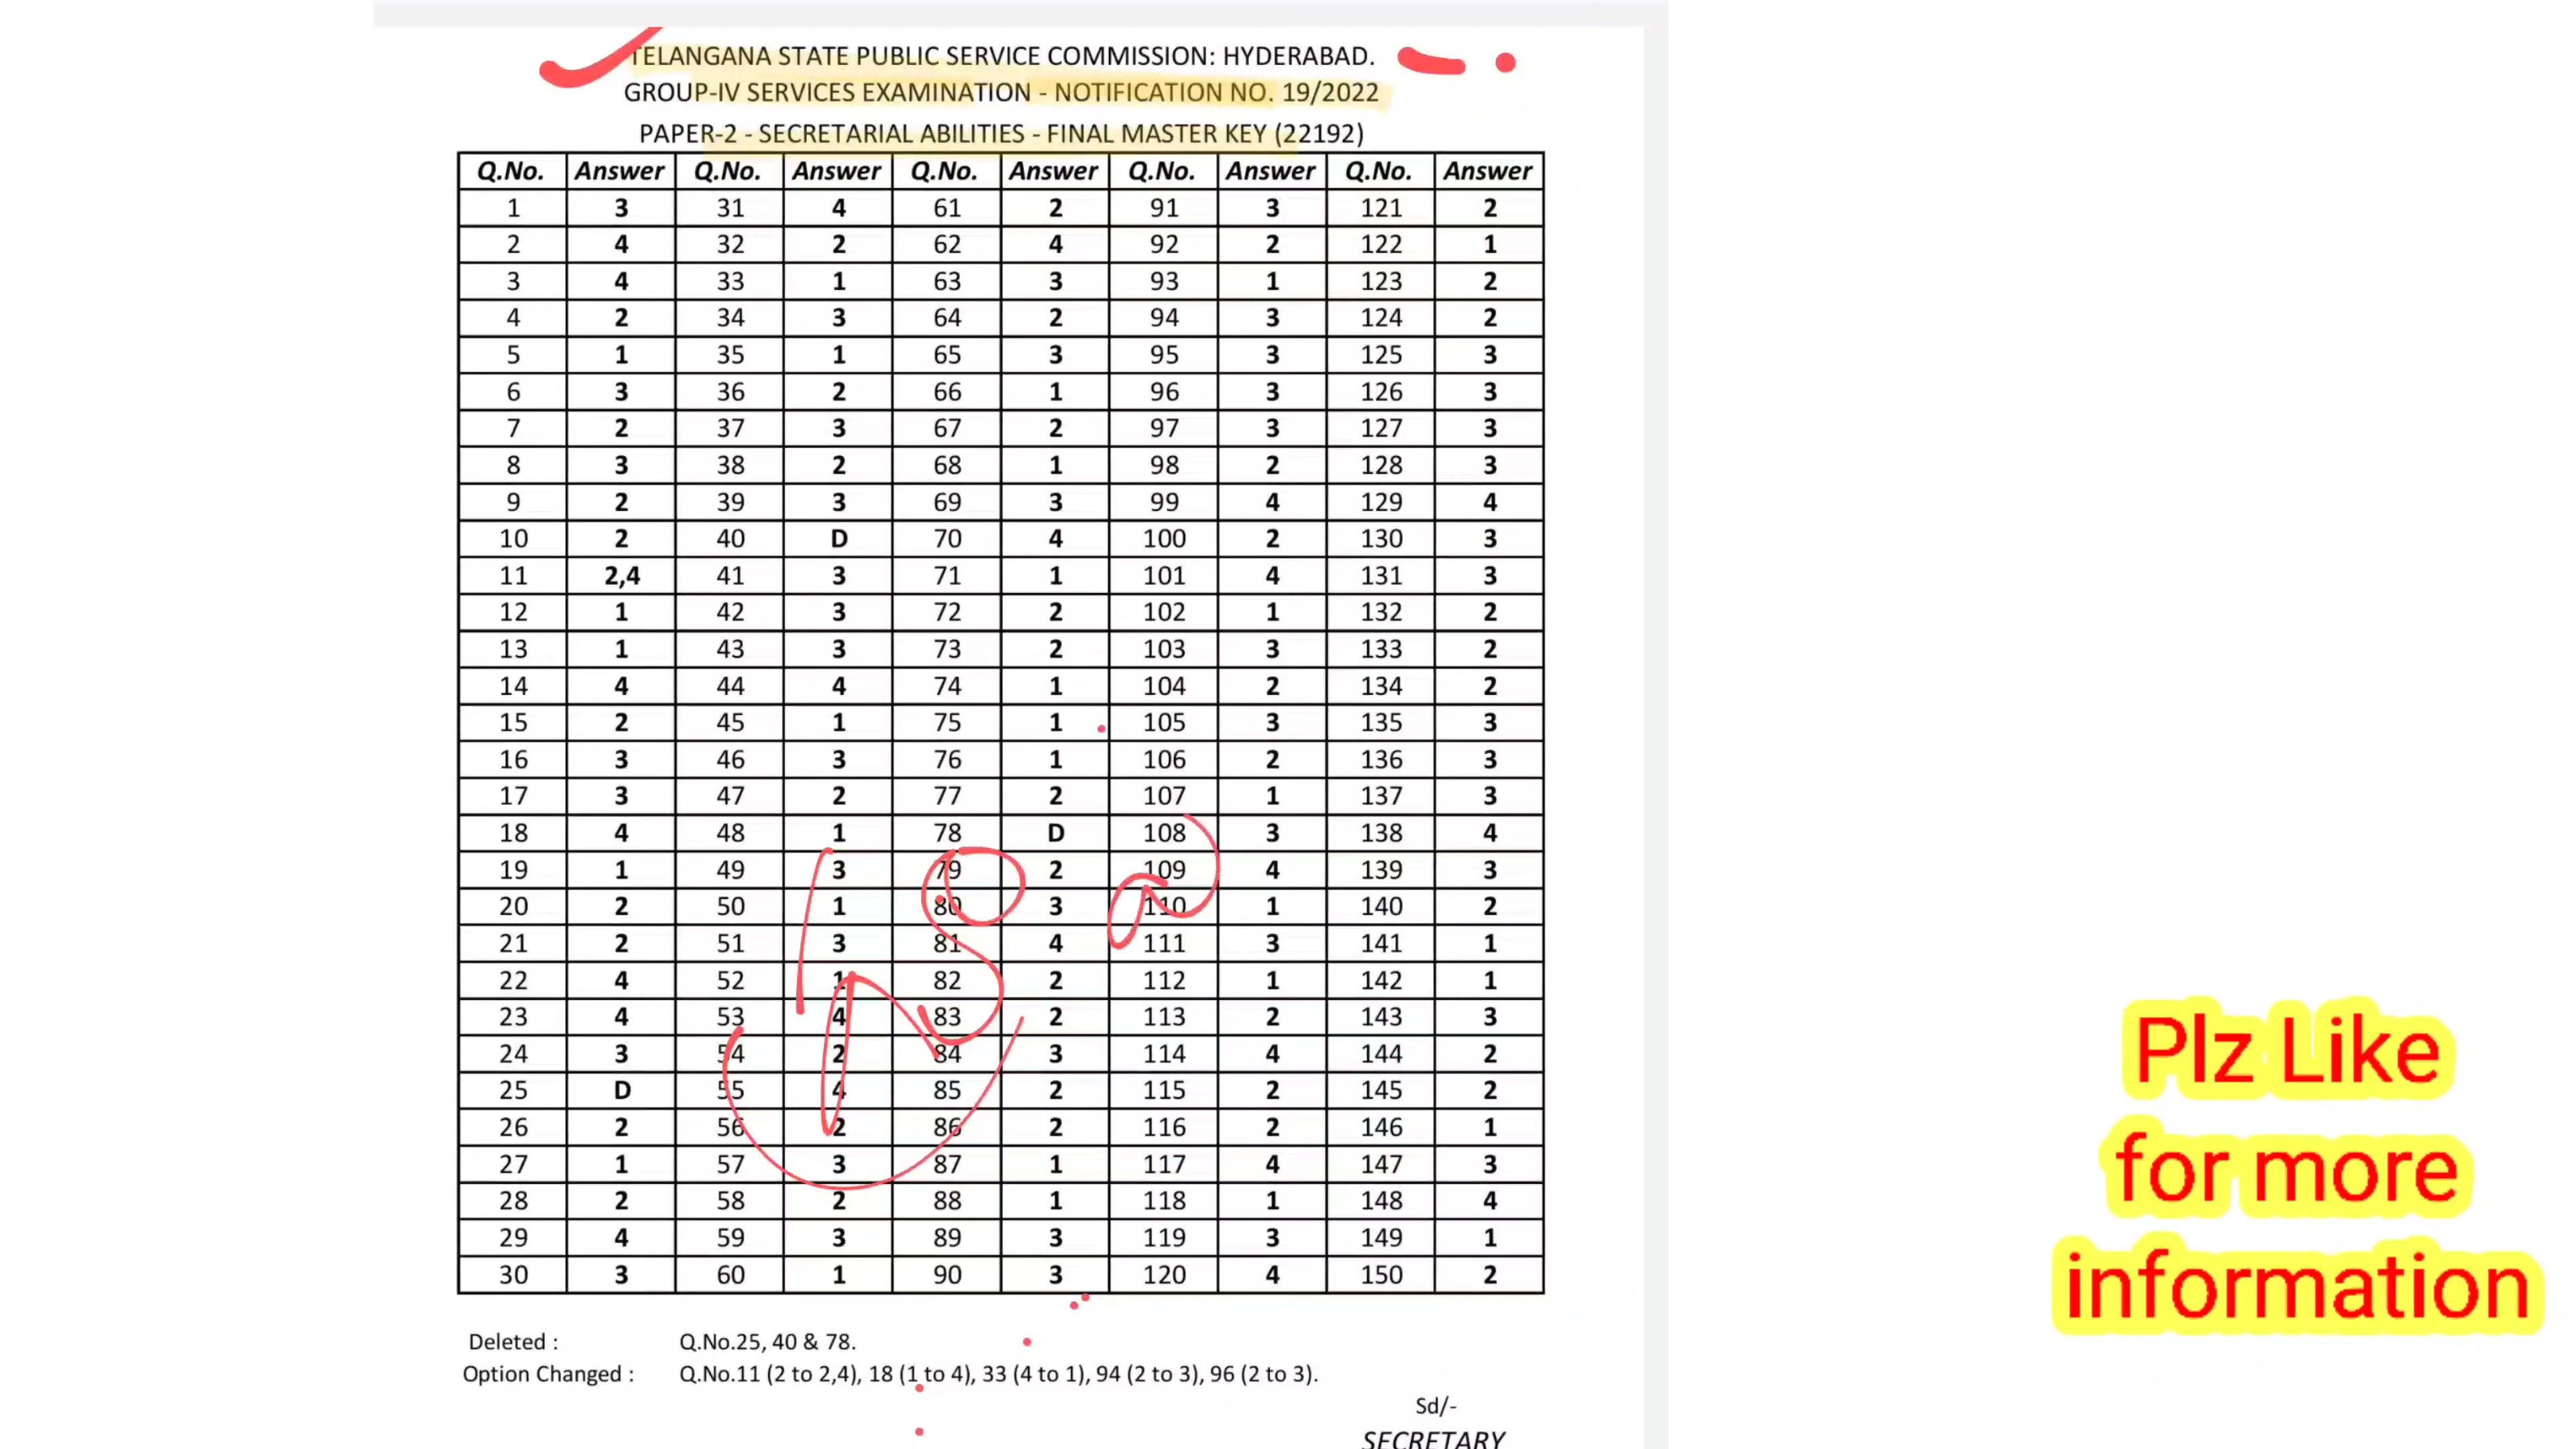 TELANGANA STATE PUBLIC SERVICE COMMISSION: HYDERABAD.
GROUP-IV SERVICES EXAMINATION - NOTIFICATION NO. 19/2022
PAPER-2 - SECRETARIAL ABILITIES - FINAL MASTER KEY (22192)
Q.No. Answer Q.No. Answer Q.No. Answer Q.No. Answer Q.No. Answer
1 3 31 4 61 2 91 3 121 2
2 4 32 2 62 4 92 2 122 1
3 4 33 1 63 3 93 1 123 2
4 2 34 3 64 2 94 3 124 2
5 1 35 1 65 3 95 3 125 3
6 3 36 2 66 1 96 3 126 3
7 2 37 3 67 2 97 3 127 3
8 3 38 2 68 1 98 2 128 3
9 2 39 3 69 3 99 4 129 4
10 2 40 D 70 4 100 2 130 3
11 2,4 41 3 71 1 101 4 131 3
12 1 42 3 72 2 102 1 132 2
13 1 43 3 73 2 103 3 133 2
14 4 44 4 74 1 104 2 134 2
15 2 45 1 75 1 105 3 135 3
16 3 46 3 76 1 106 2 136 3
17 3 47 2 77 2 107 1 137 3
18 4 48 1 78 D 108 3 138 4
19 1 49 3 79 2 109 4 139 3
20 2 50 1 80 3 110 1 140 2
21 2 51 3 81 4 111 3 141 1
22 4 52 1 82 2 112 1 142 1
23 4 53 4 83 2 113 2 143 3
24 3 54 2 84 3 114 4 144 2
25 D 55 4 85 2 115 2 145 2
26 2 56 2 86 2 116 2 146 1
27 1 57 3 87 1 117 4 147 3
28 2 58 2 88 1 118 1 148 4
29 4 59 3 89 3 119 3 149 1
30 3 60 1 90 3 120 4 150 2
Deleted : Q.No.25, 40 & 78.
Option Changed : Q.No.11 (2 to 2,4), 18 (1 to 4), 33 (4 to 1), 94 (2 to 3), 96 (2 to 3).
Sd/-
SECRETARY
Plz Like
for more
information